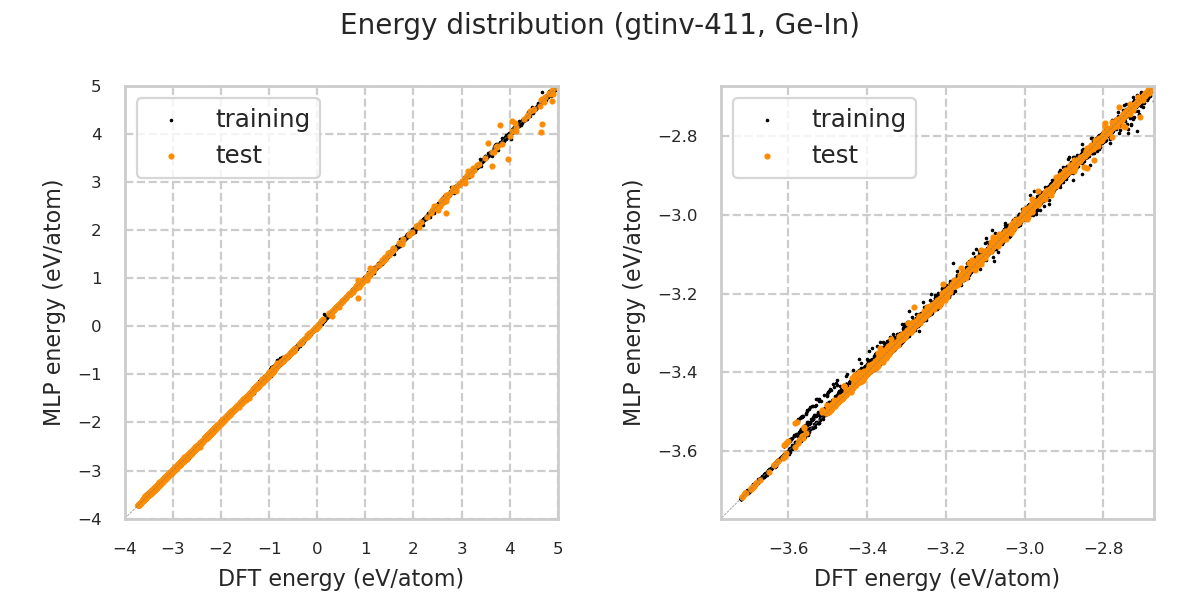 Energy distribution (gtinv-411, Ge-In)
training
test
5
4
3
2
1
0
−1
−2
−3
−4
−4 −3 −2 −1 0 1 2 3 4 5
MLP energy (eV/atom)
DFT energy (eV/atom)
training
test
−2.8
−3.0
−3.2
−3.4
−3.6
−3.6 −3.4 −3.2 −3.0 −2.8
MLP energy (eV/atom)
DFT energy (eV/atom)